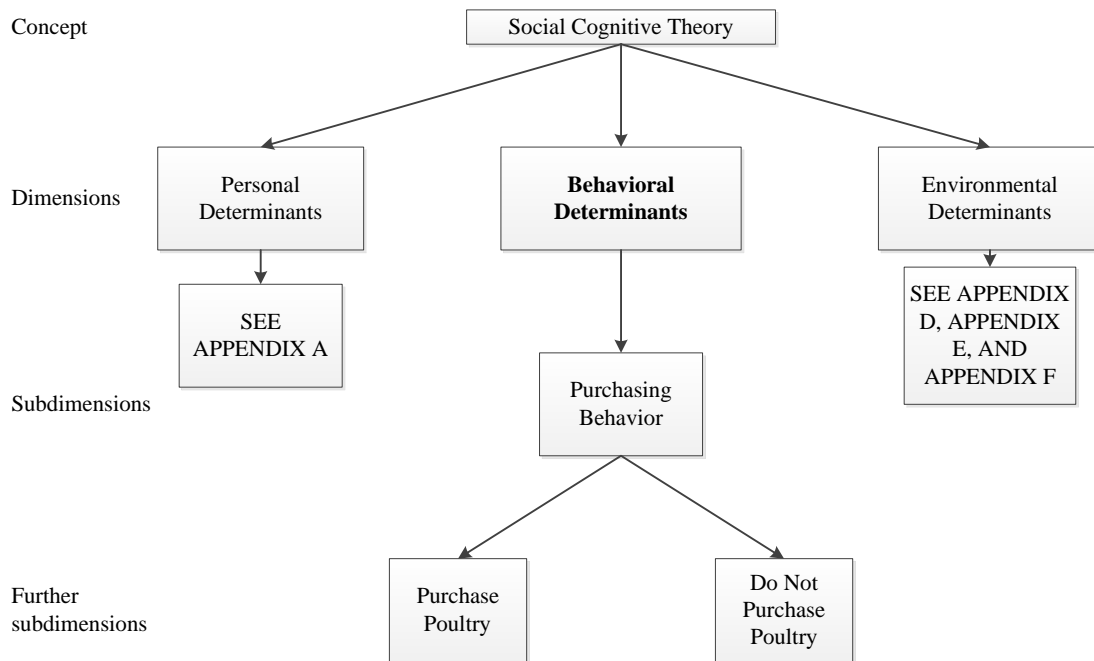 Concept
Social Cognitive Theory
Dimensions
Personal
Determinants
Behavioral
Determinants
Environmental
Determinants
SEE
APPENDIX A
SEE APPENDIX
D, APPENDIX
E, AND
APPENDIX F
Subdimensions
Purchasing
Behavior
Further
subdimensions
Purchase
Poultry
Do Not
Purchase
Poultry